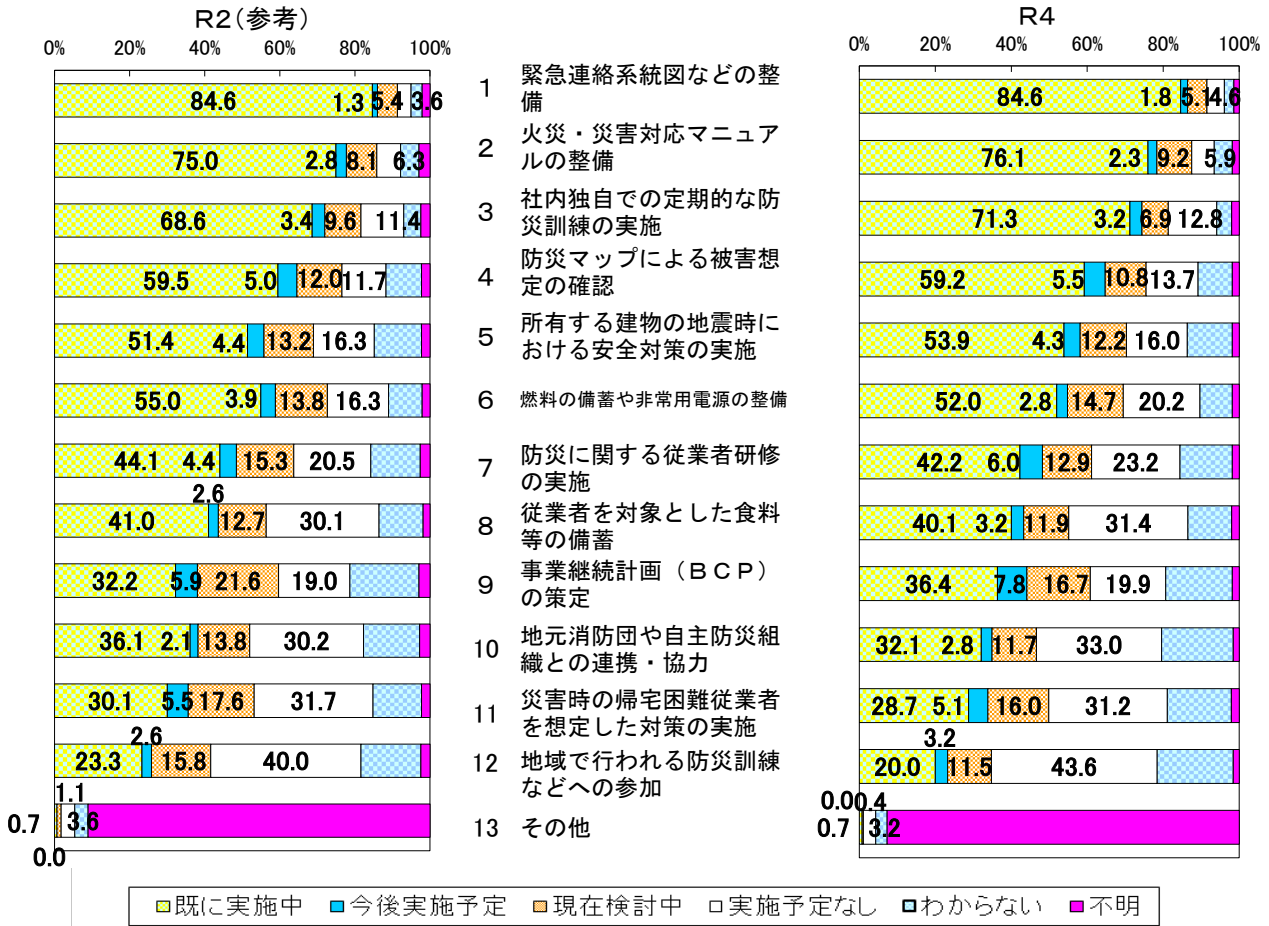 R2(参考)
R4
0% 20% 40% 60% 80% 100%
0% 20% 40% 60% 80% 100%
84.6 1.3 5.4 3.6
1 緊急連絡系統図などの整
備
84.6 1.8 5.1 4.6
75.0 2.8 8.1 6.3
2 火災・災害対応マニュア
ルの整備
76.1 2.3 9.2 5.9
68.6 3.4 9.6 11.4
3 社内独自での定期的な防
災訓練の実施
71.3 3.2 6.9 12.8
59.5 5.0 12.0 11.7
4 防災マップによる被害想
定の確認
59.2 5.5 10.8 13.7
51.4 4.4 13.2 16.3
5 所有する建物の地震時に
おける安全対策の実施
53.9 4.3 12.2 16.0
55.0 3.9 13.8 16.3
6 燃料の備蓄や非常用電源の整備
52.0 2.8 14.7 20.2
44.1 4.4 15.3 20.5
7 防災に関する従業者研修
の実施
42.2 6.0 12.9 23.2
2.6
41.0 12.7 30.1
8 従業者を対象とした食料
等の備蓄
40.1 3.2 11.9 31.4
32.2 5.9 21.6 19.0
9 事業継続計画(BCP)
の策定
36.4 7.8 16.7 19.9
36.1 2.1 13.8 30.2
10 地元消防団や自主防災組
織との連携・協力
32.1 2.8 11.7 33.0
30.1 5.5 17.6 31.7
11 災害時の帰宅困難従業者
を想定した対策の実施
28.7 5.1 16.0 31.2
2.6
23.3 15.8 40.0
12 地域で行われる防災訓練
などへの参加
3.2
20.0 11.5 43.6
1.1
0.7 3.6
0.0
13 その他
0.0 0.4
0.7 3.2
既に実施中 今後実施予定 現在検討中 実施予定なし わからない 不明